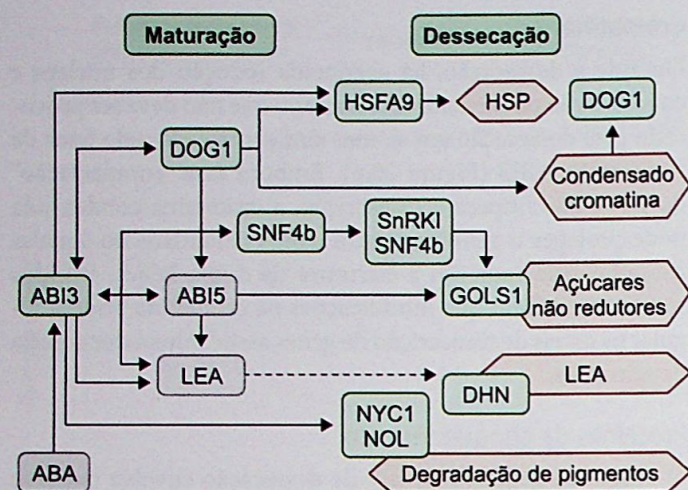 Maturação
Dessecação
HSFA9
HSP
DOG1
DOG1
Condensado
cromatina
SNF4b
SnRKI
SNF4b
ABI3
ABI5
GOLS1
Açúcares
não redutores
LEA
DHN
LEA
NYC1
NOL
ABA
Degradação de pigmentos